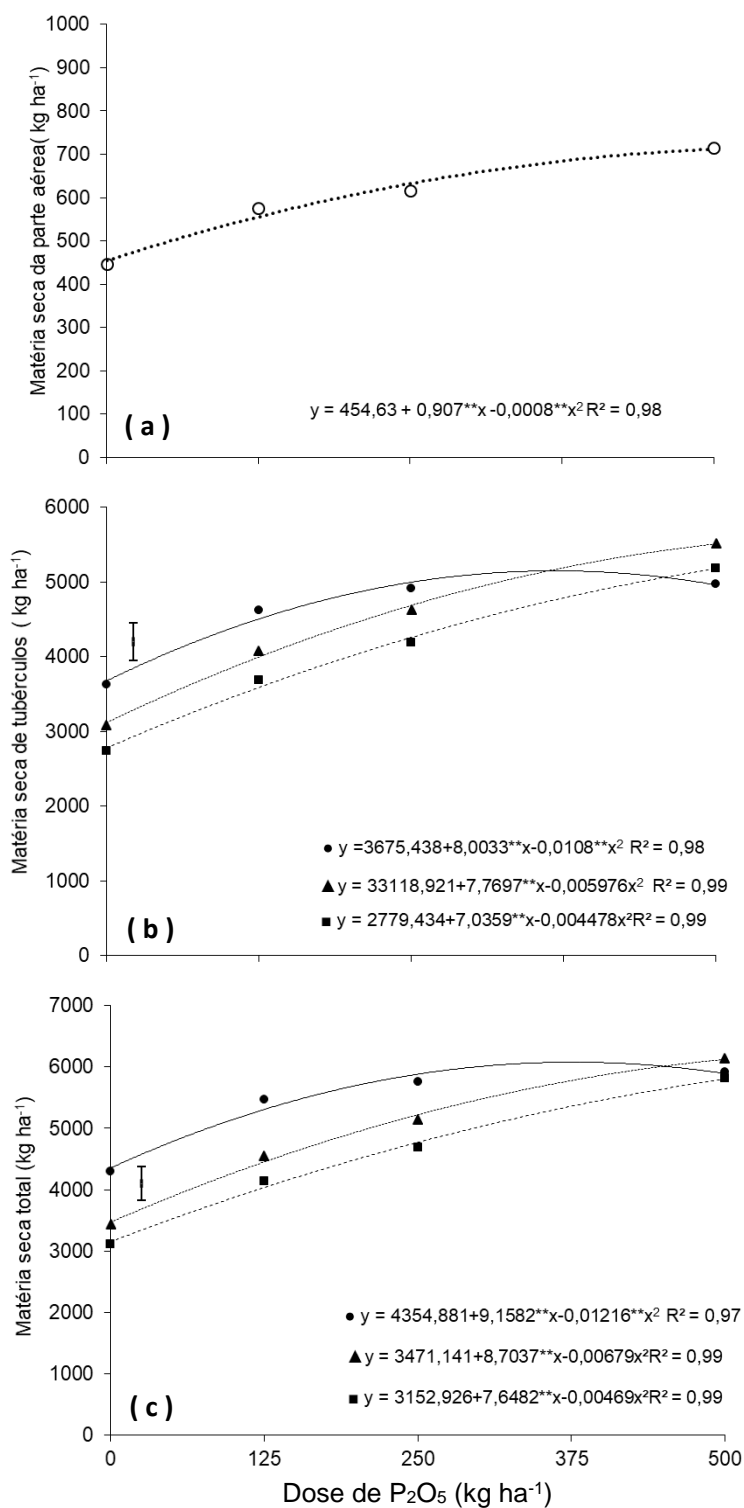 1000
900
800
700
600
500
400
300
200
100
0
Matéria seca da parte aérea( kg ha⁻¹)
y = 454,63 + 0,907**x -0,0008**x² R² = 0,98
( a )
6000
5000
4000
3000
2000
1000
0
Matéria seca de tubérculos ( kg ha⁻¹)
y =3675,438+8,0033**x-0,0108**x² R² = 0,98
y = 33118,921+7,7697**x-0,005976x² R² = 0,99
y = 2779,434+7,0359**x-0,004478x²R² = 0,99
( b )
7000
6000
5000
4000
3000
2000
1000
0
Matéria seca total (kg ha⁻¹)
y = 4354,881+9,1582**x-0,01216**x² R² = 0,97
y = 3471,141+8,7037**x-0,00679x²R² = 0,99
y = 3152,926+7,6482**x-0,00469x²R² = 0,99
( c )
0 125 250 375 500
Dose de P₂O₅ (kg ha⁻¹)